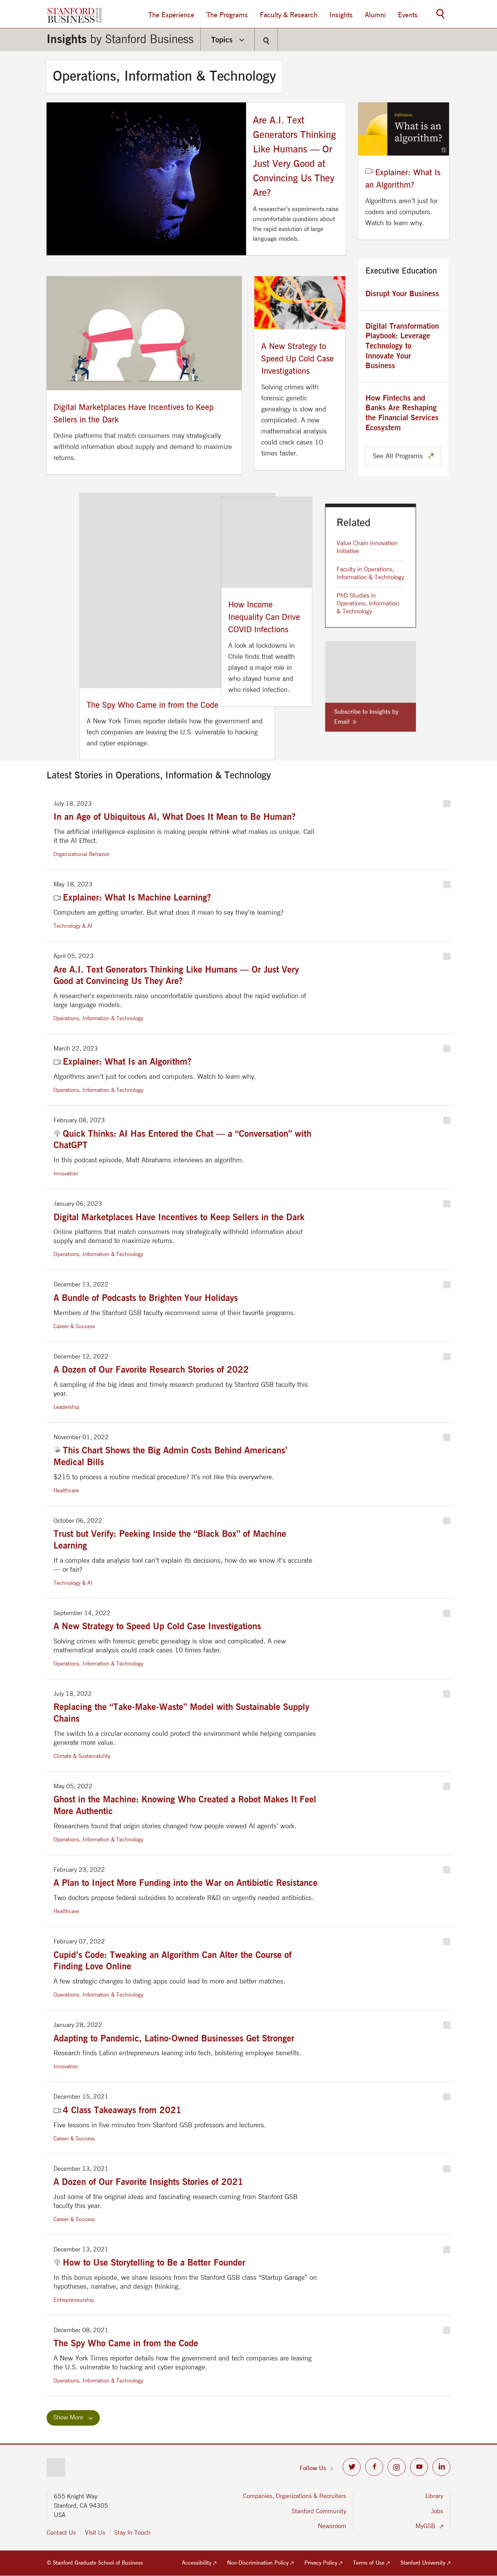 STANFORD
BUSINESS
The Experience
The Programs
Faculty & Research
Insights
Alumni
Events
Insights by Stanford Business
Topics
Operations, Information & Technology
Are A.I. Text
Generators Thinking
Like Humans — Or
Just Very Good at
Convincing Us They
Are?
A researcher's experiments raise
uncomfortable questions about
the rapid evolution of large
language models.
What is an
algorithm?
Explainer: What Is
an Algorithm?
Algorithms aren't just for
coders and computers.
Watch to learn why.
Digital Marketplaces Have Incentives to Keep
Sellers in the Dark
Online platforms that match consumers may strategically
withhold information about supply and demand to maximize
returns.
A New Strategy to
Speed Up Cold Case
Investigations
Solving crimes with
forensic genetic
genealogy is slow and
complicated. A new
mathematical analysis
could crack cases 10
times faster.
Executive Education
Disrupt Your Business
Digital Transformation
Playbook: Leverage
Technology to
Innovate Your
Business
How Fintechs and
Banks Are Reshaping
the Financial Services
Ecosystem
See All Programs
The Spy Who Came in from the Code
A New York Times reporter details how the government and
tech companies are leaving the U.S. vulnerable to hacking
and cyber espionage.
How Income
Inequality Can Drive
COVID Infections
A look at lockdowns in
Chile finds that wealth
played a major role in
who stayed home and
who risked infection.
Related
Value Chain Innovation
Initiative
Faculty in Operations,
Information & Technology
PhD Studies in
Operations, Information
& Technology
Subscribe to Insights by
Email »
Latest Stories in Operations, Information & Technology
July 18, 2023
In an Age of Ubiquitous AI, What Does It Mean to Be Human?
The artificial intelligence explosion is making people rethink what makes us unique. Call
it the AI Effect.
Organizational Behavior
May 18, 2023
Explainer: What Is Machine Learning?
Computers are getting smarter. But what does it mean to say they're learning?
Technology & AI
April 05, 2023
Are A.I. Text Generators Thinking Like Humans — Or Just Very
Good at Convincing Us They Are?
A researcher's experiments raise uncomfortable questions about the rapid evolution of
large language models.
Operations, Information & Technology
March 22, 2023
Explainer: What Is an Algorithm?
Algorithms aren't just for coders and computers. Watch to learn why.
Operations, Information & Technology
February 08, 2023
Quick Thinks: AI Has Entered the Chat — a “Conversation” with
ChatGPT
In this podcast episode, Matt Abrahams interviews an algorithm.
Innovation
January 06, 2023
Digital Marketplaces Have Incentives to Keep Sellers in the Dark
Online platforms that match consumers may strategically withhold information about
supply and demand to maximize returns.
Operations, Information & Technology
December 13, 2022
A Bundle of Podcasts to Brighten Your Holidays
Members of the Stanford GSB faculty recommend some of their favorite programs.
Career & Success
December 12, 2022
A Dozen of Our Favorite Research Stories of 2022
A sampling of the big ideas and timely research produced by Stanford GSB faculty this
year.
Leadership
November 01, 2022
This Chart Shows the Big Admin Costs Behind Americans'
Medical Bills
$215 to process a routine medical procedure? It's not like this everywhere.
Healthcare
October 06, 2022
Trust but Verify: Peeking Inside the “Black Box” of Machine
Learning
If a complex data analysis tool can't explain its decisions, how do we know it's accurate
— or fair?
Technology & AI
September 14, 2022
A New Strategy to Speed Up Cold Case Investigations
Solving crimes with forensic genetic genealogy is slow and complicated. A new
mathematical analysis could crack cases 10 times faster.
Operations, Information & Technology
July 18, 2022
Replacing the “Take-Make-Waste” Model with Sustainable Supply
Chains
The switch to a circular economy could protect the environment while helping companies
generate more value.
Climate & Sustainability
May 05, 2022
Ghost in the Machine: Knowing Who Created a Robot Makes It Feel
More Authentic
Researchers found that origin stories changed how people viewed AI agents' work.
Operations, Information & Technology
February 23, 2022
A Plan to Inject More Funding into the War on Antibiotic Resistance
Two doctors propose federal subsidies to accelerate R&D on urgently needed antibiotics.
Healthcare
February 07, 2022
Cupid's Code: Tweaking an Algorithm Can Alter the Course of
Finding Love Online
A few strategic changes to dating apps could lead to more and better matches.
Operations, Information & Technology
January 28, 2022
Adapting to Pandemic, Latino-Owned Businesses Get Stronger
Research finds Latino entrepreneurs leaning into tech, bolstering employee benefits.
Innovation
December 15, 2021
4 Class Takeaways from 2021
Five lessons in five minutes from Stanford GSB professors and lecturers.
Career & Success
December 13, 2021
A Dozen of Our Favorite Insights Stories of 2021
Just some of the original ideas and fascinating research coming from Stanford GSB
faculty this year.
Career & Success
December 13, 2021
How to Use Storytelling to Be a Better Founder
In this bonus episode, we share lessons from the Stanford GSB class “Startup Garage” on
hypotheses, narrative, and design thinking.
Entrepreneurship
December 08, 2021
The Spy Who Came in from the Code
A New York Times reporter details how the government and tech companies are leaving
the U.S. vulnerable to hacking and cyber espionage.
Operations, Information & Technology
Show More
Follow Us
655 Knight Way
Stanford, CA 94305
USA
Contact Us
Visit Us
Stay In Touch
Companies, Organizations & Recruiters
Stanford Community
Newsroom
Library
Jobs
MyGSB
© Stanford Graduate School of Business
Accessibility
Non-Discrimination Policy
Privacy Policy
Terms of Use
Stanford University